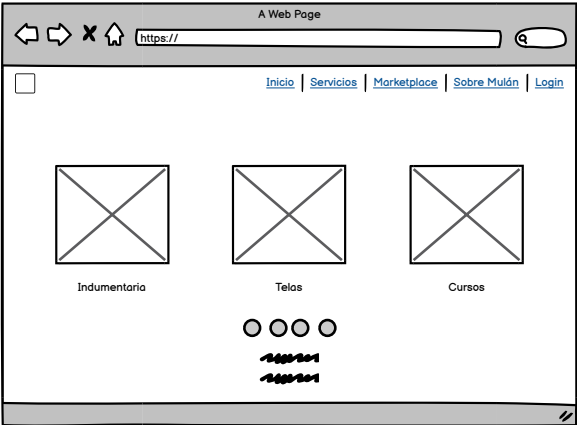 A Web Page
https://
Inicio | Servicios | Marketplace | Sobre Mulán | Login
Indumentaria Telas Cursos